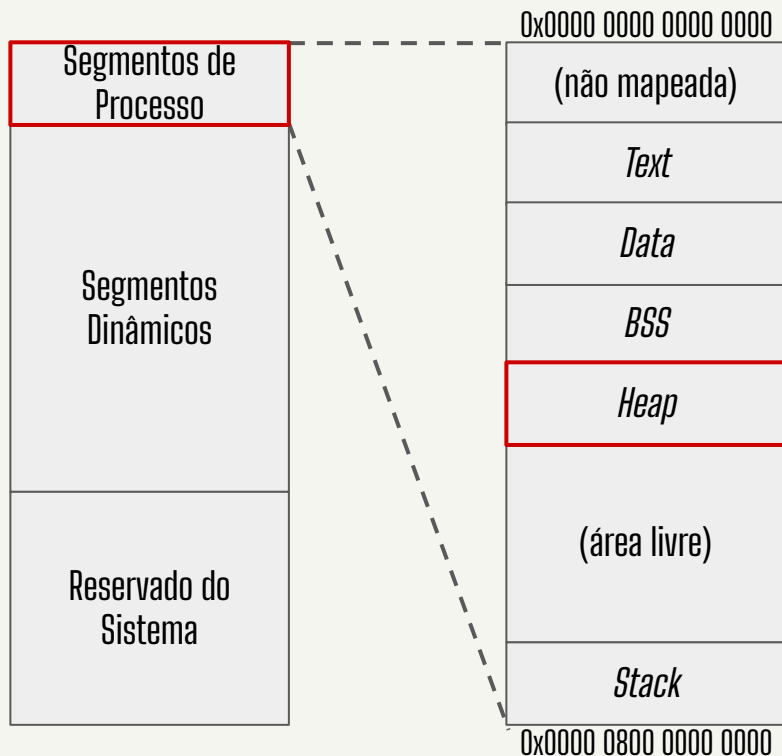 Segmentos de
Processo
Segmentos
Dinâmicos
Reservado do
Sistema
0x0000 0000 0000 0000
(não mapeada)
Text
Data
BSS
Heap
(área livre)
Stack
0x0000 0800 0000 0000